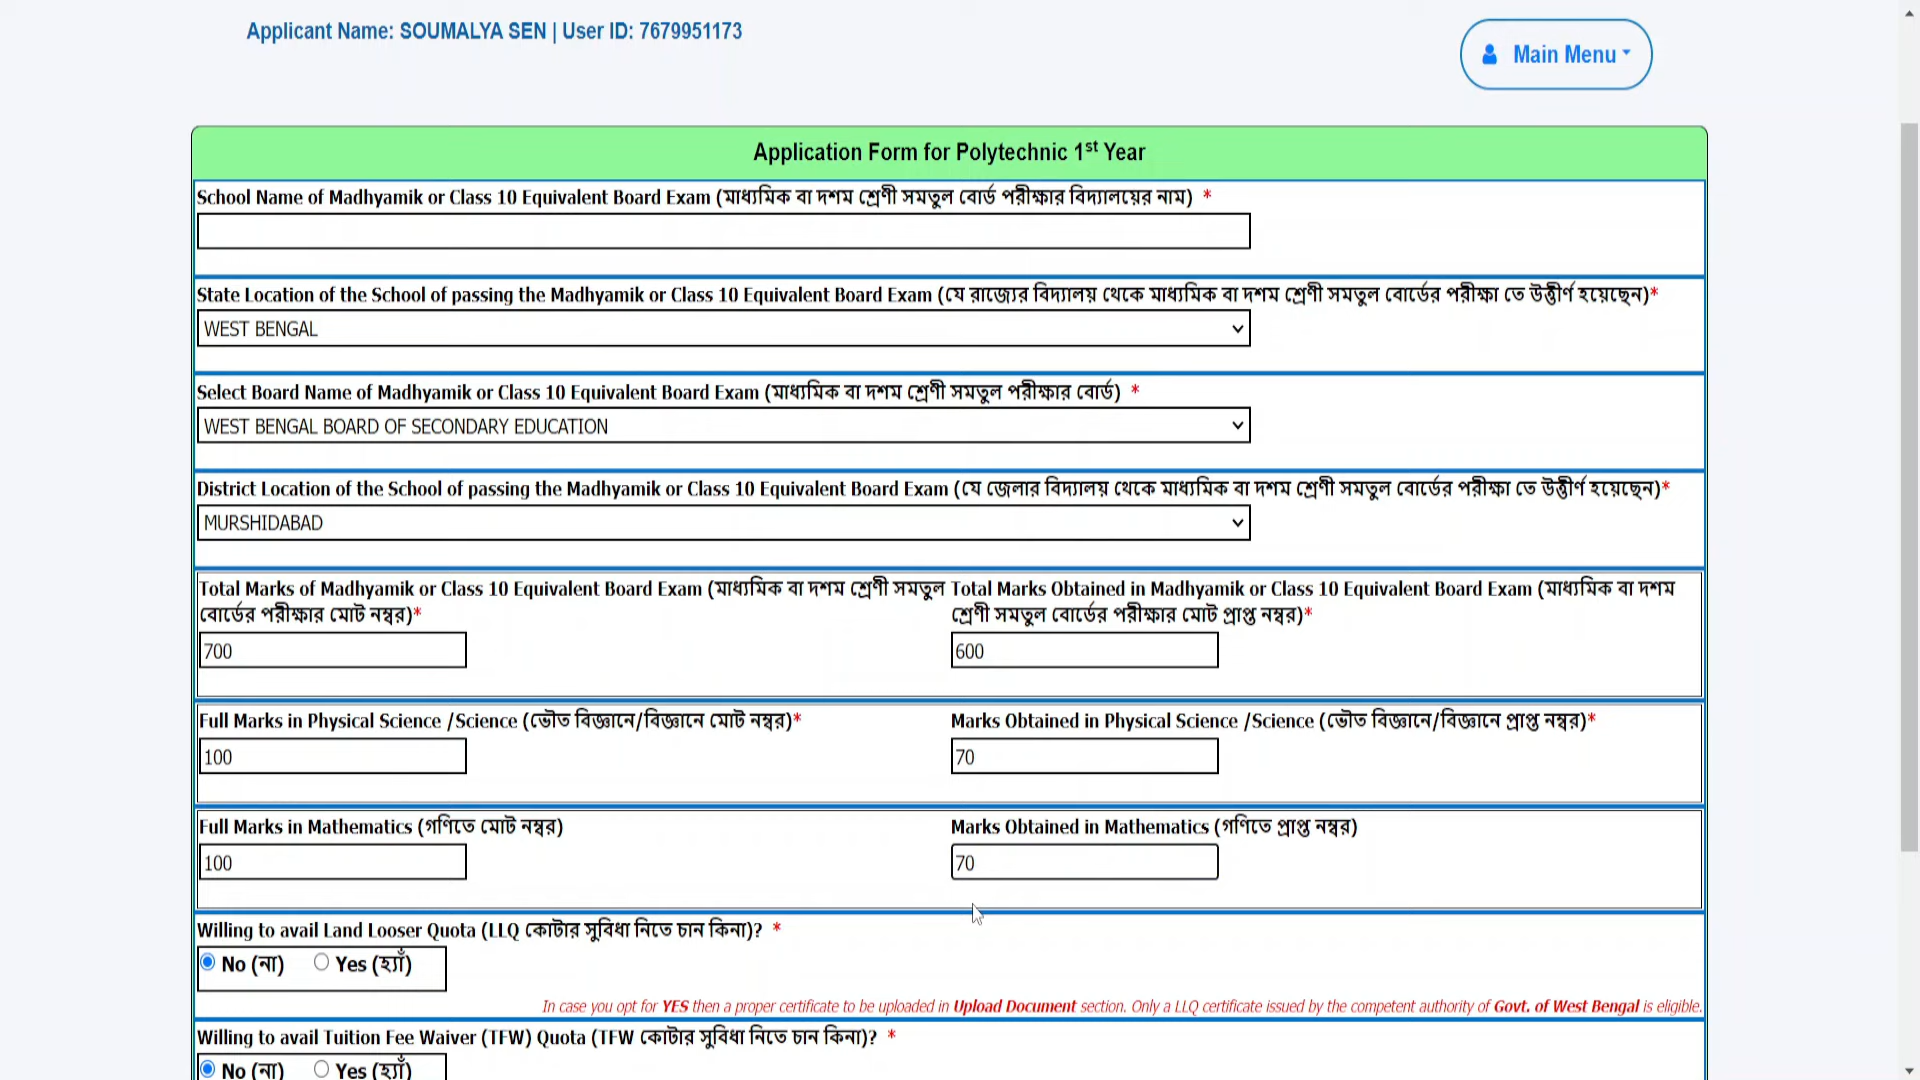 Applicant Name: SOUMALYA SEN | User ID: 7679951173
Main Menu
Application Form for Polytechnic 1st Year
School Name of Madhyamik or Class 10 Equivalent Board Exam (মাধ্যমিক বা দশম শ্রেণী সমতুল বোর্ড পরীক্ষার বিদ্যালয়ের নাম) *
State Location of the School of passing the Madhyamik or Class 10 Equivalent Board Exam (যে রাজ্যের বিদ্যালয় থেকে মাধ্যমিক বা দশম শ্রেণী সমতুল বোর্ডের পরীক্ষা তে উত্তীর্ণ হয়েছেন)*
WEST BENGAL
Select Board Name of Madhyamik or Class 10 Equivalent Board Exam (মাধ্যমিক বা দশম শ্রেণী সমতুল পরীক্ষার বোর্ড) *
WEST BENGAL BOARD OF SECONDARY EDUCATION
District Location of the School of passing the Madhyamik or Class 10 Equivalent Board Exam (যে জেলার বিদ্যালয় থেকে মাধ্যমিক বা দশম শ্রেণী সমতুল বোর্ডের পরীক্ষা তে উত্তীর্ণ হয়েছেন)*
MURSHIDABAD
Total Marks of Madhyamik or Class 10 Equivalent Board Exam (মাধ্যমিক বা দশম শ্রেণী সমতুল
বোর্ডের পরীক্ষার মোট নম্বর)*
700
Total Marks Obtained in Madhyamik or Class 10 Equivalent Board Exam (মাধ্যমিক বা দশম
শ্রেণী সমতুল বোর্ডের পরীক্ষার মোট প্রাপ্ত নম্বর)*
600
Full Marks in Physical Science /Science (ভৌত বিজ্ঞানে/বিজ্ঞানে মোট নম্বর)*
100
Marks Obtained in Physical Science /Science (ভৌত বিজ্ঞানে/বিজ্ঞানে প্রাপ্ত নম্বর)*
70
Full Marks in Mathematics (গণিতে মোট নম্বর)
100
Marks Obtained in Mathematics (গণিতে প্রাপ্ত নম্বর)
70
Willing to avail Land Looser Quota (LLQ কোটার সুবিধা নিতে চান কিনা)? *
No (না) Yes (হ্যাঁ)
In case you opt for YES then a proper certificate to be uploaded in Upload Document section. Only a LLQ certificate issued by the competent authority of Govt. of West Bengal is eligible.
Willing to avail Tuition Fee Waiver (TFW) Quota (TFW কোটার সুবিধা নিতে চান কিনা)? *
No (না) Yes (হ্যাঁ)